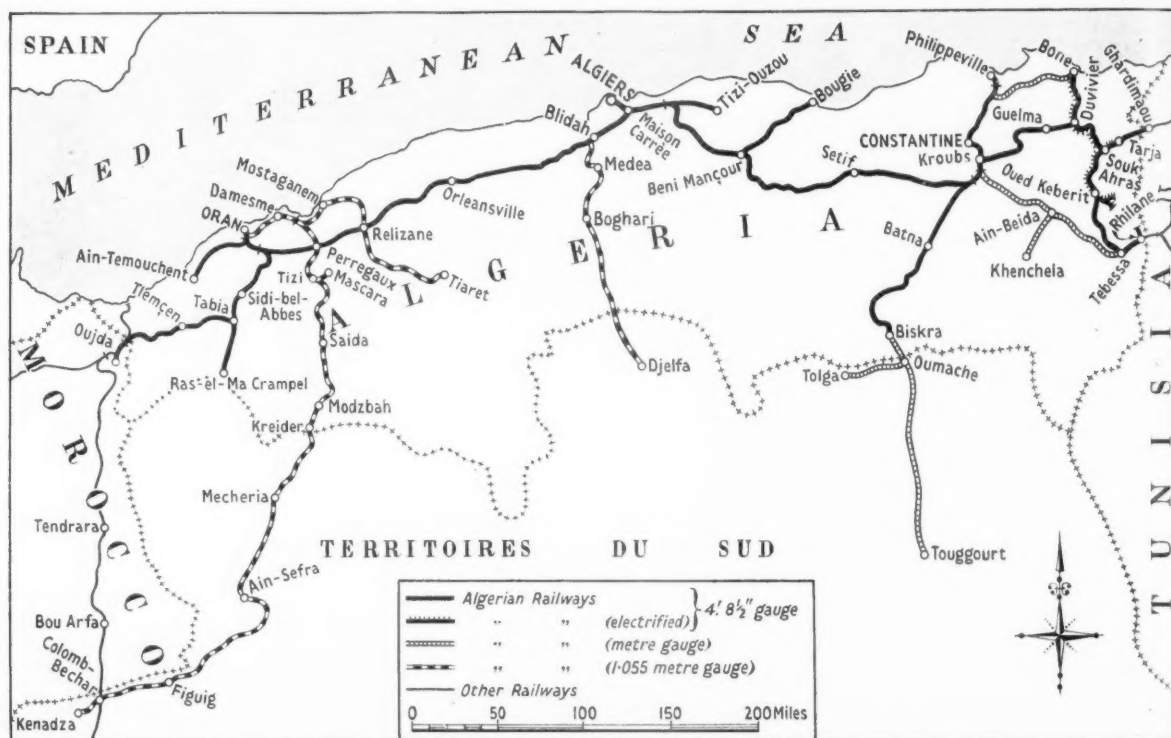 SPAIN
MEDITERRANEAN SEA
MOROCCO
ALGERIA
TUNISIA
TERRITOIRES DU SUD
Philippeville
Bone
Ghardimaou
Duvivier
ALGIERS
Tizi-Ouzou
Bougie
Guelma
Blidah
Maison
Carrée
CONSTANTINE
Kroubs
Tarja
Souk
Ahras
Medea
Beni Mançour
Setif
Oued Keberit
Rhilane
Mostaganem
Damesme
ORAN
Orleansville
Relizane
Boghari
Batna
Ain-Beida
Khenchela
Tebessa
Ain-Temouchent
Perregaux
Tizi
Mascara
Tiaret
Tlemçen
Tabia
Sidi-bel-
Abbes
Oujda
Saida
Biskra
Oumache
Tolga
Djelfa
Ras-el-Ma Crampel
Modzbah
Kreider
Mecheria
Tendrara
Touggourt
Ain-Sefra
Bou Arfa
Colomb-
Bechar
Figuig
Kenadza
Algerian Railways } 4'. 8½" gauge
" " (electrified)
" " (metre gauge)
" " (1·055 metre gauge)
Other Railways
0 50 100 150 200 Miles